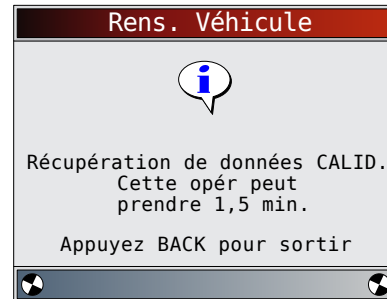 Rens. Véhicule
i
Récupération de données CALID.
Cette opér peut
prendre 1,5 min.
Appuyez BACK pour sortir